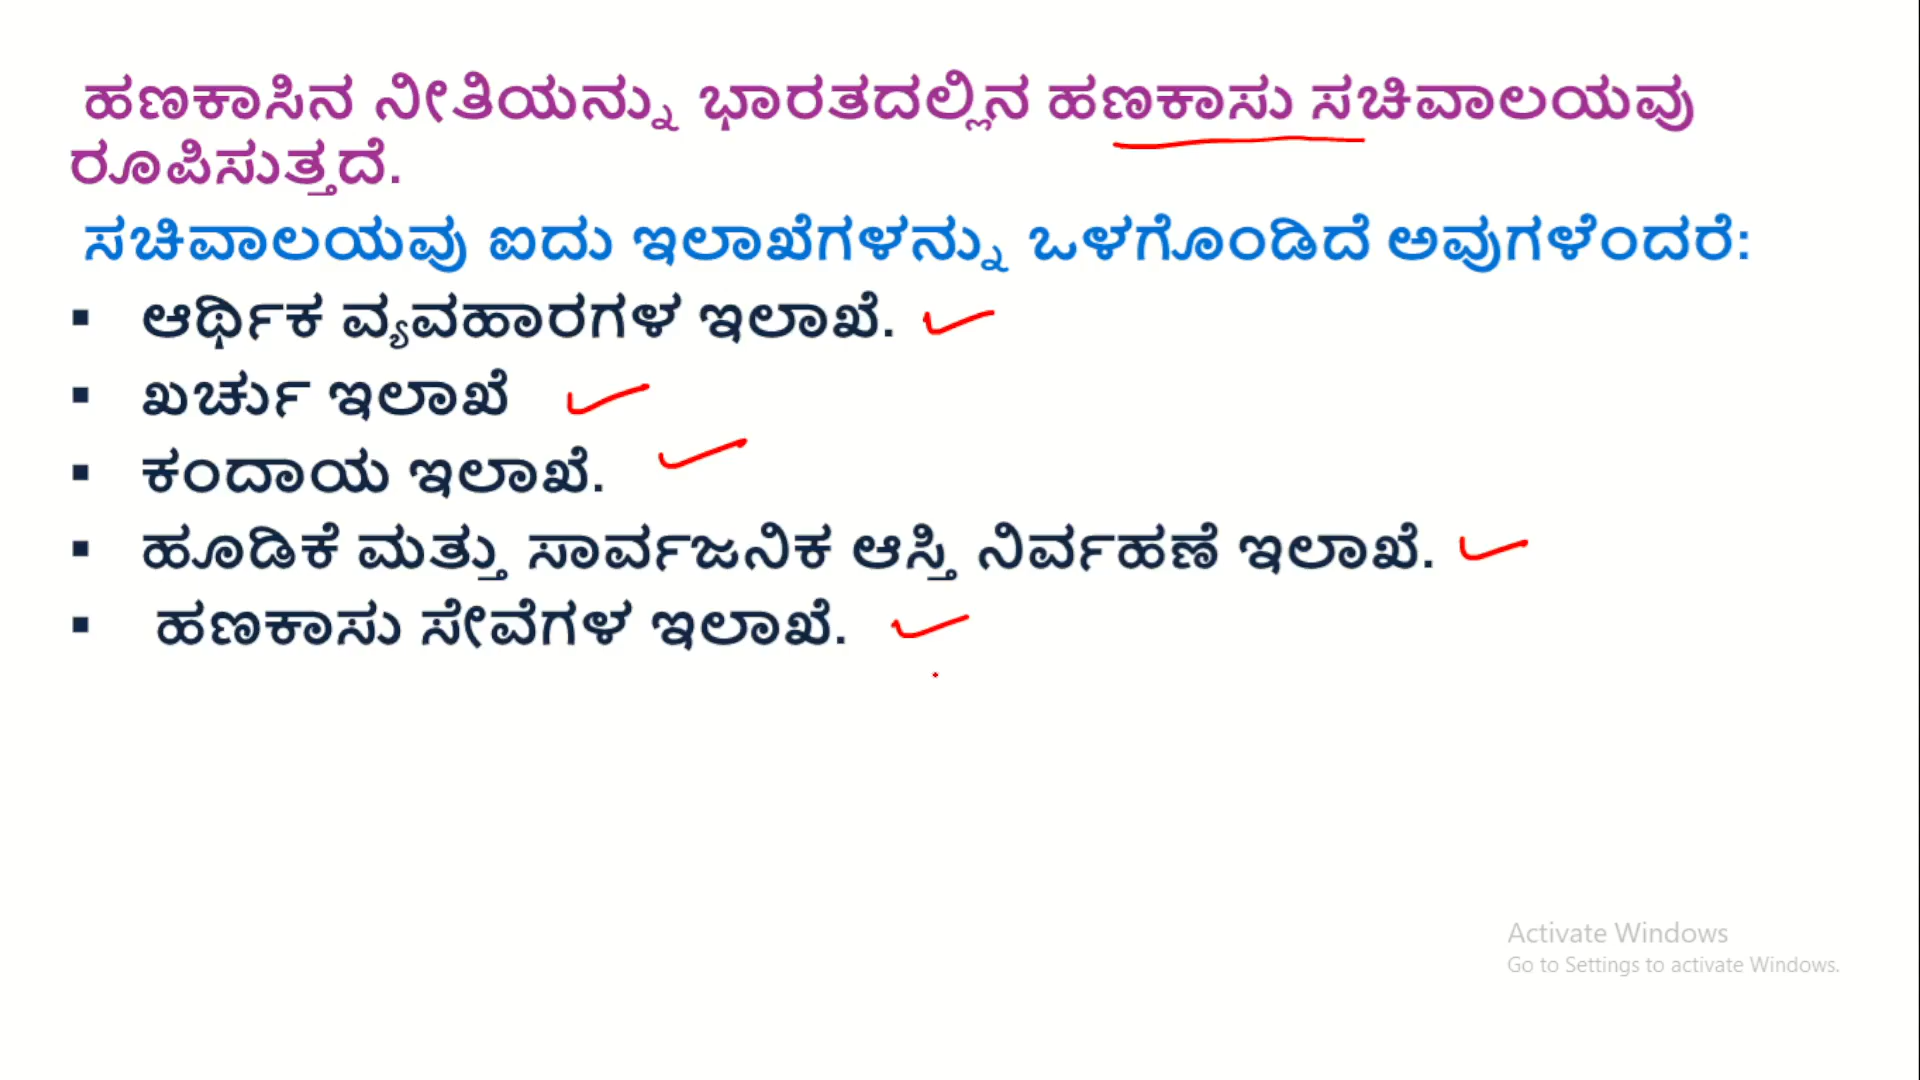 ಹಣಕಾಸಿನ ನೀತಿಯನ್ನು ಭಾರತದಲ್ಲಿನ ಹಣಕಾಸು ಸಚಿವಾಲಯವು
ರೂಪಿಸುತ್ತದೆ.
ಸಚಿವಾಲಯವು ಐದು ಇಲಾಖೆಗಳನ್ನು ಒಳಗೊಂಡಿದೆ ಅವುಗಳೆಂದರೆ:
▪ ಆರ್ಥಿಕ ವ್ಯವಹಾರಗಳ ಇಲಾಖೆ.
▪ ಖರ್ಚು ಇಲಾಖೆ
▪ ಕಂದಾಯ ಇಲಾಖೆ.
▪ ಹೂಡಿಕೆ ಮತ್ತು ಸಾರ್ವಜನಿಕ ಆಸ್ತಿ ನಿರ್ವಹಣೆ ಇಲಾಖೆ.
▪ ಹಣಕಾಸು ಸೇವೆಗಳ ಇಲಾಖೆ.
Activate Windows
Go to Settings to activate Windows.